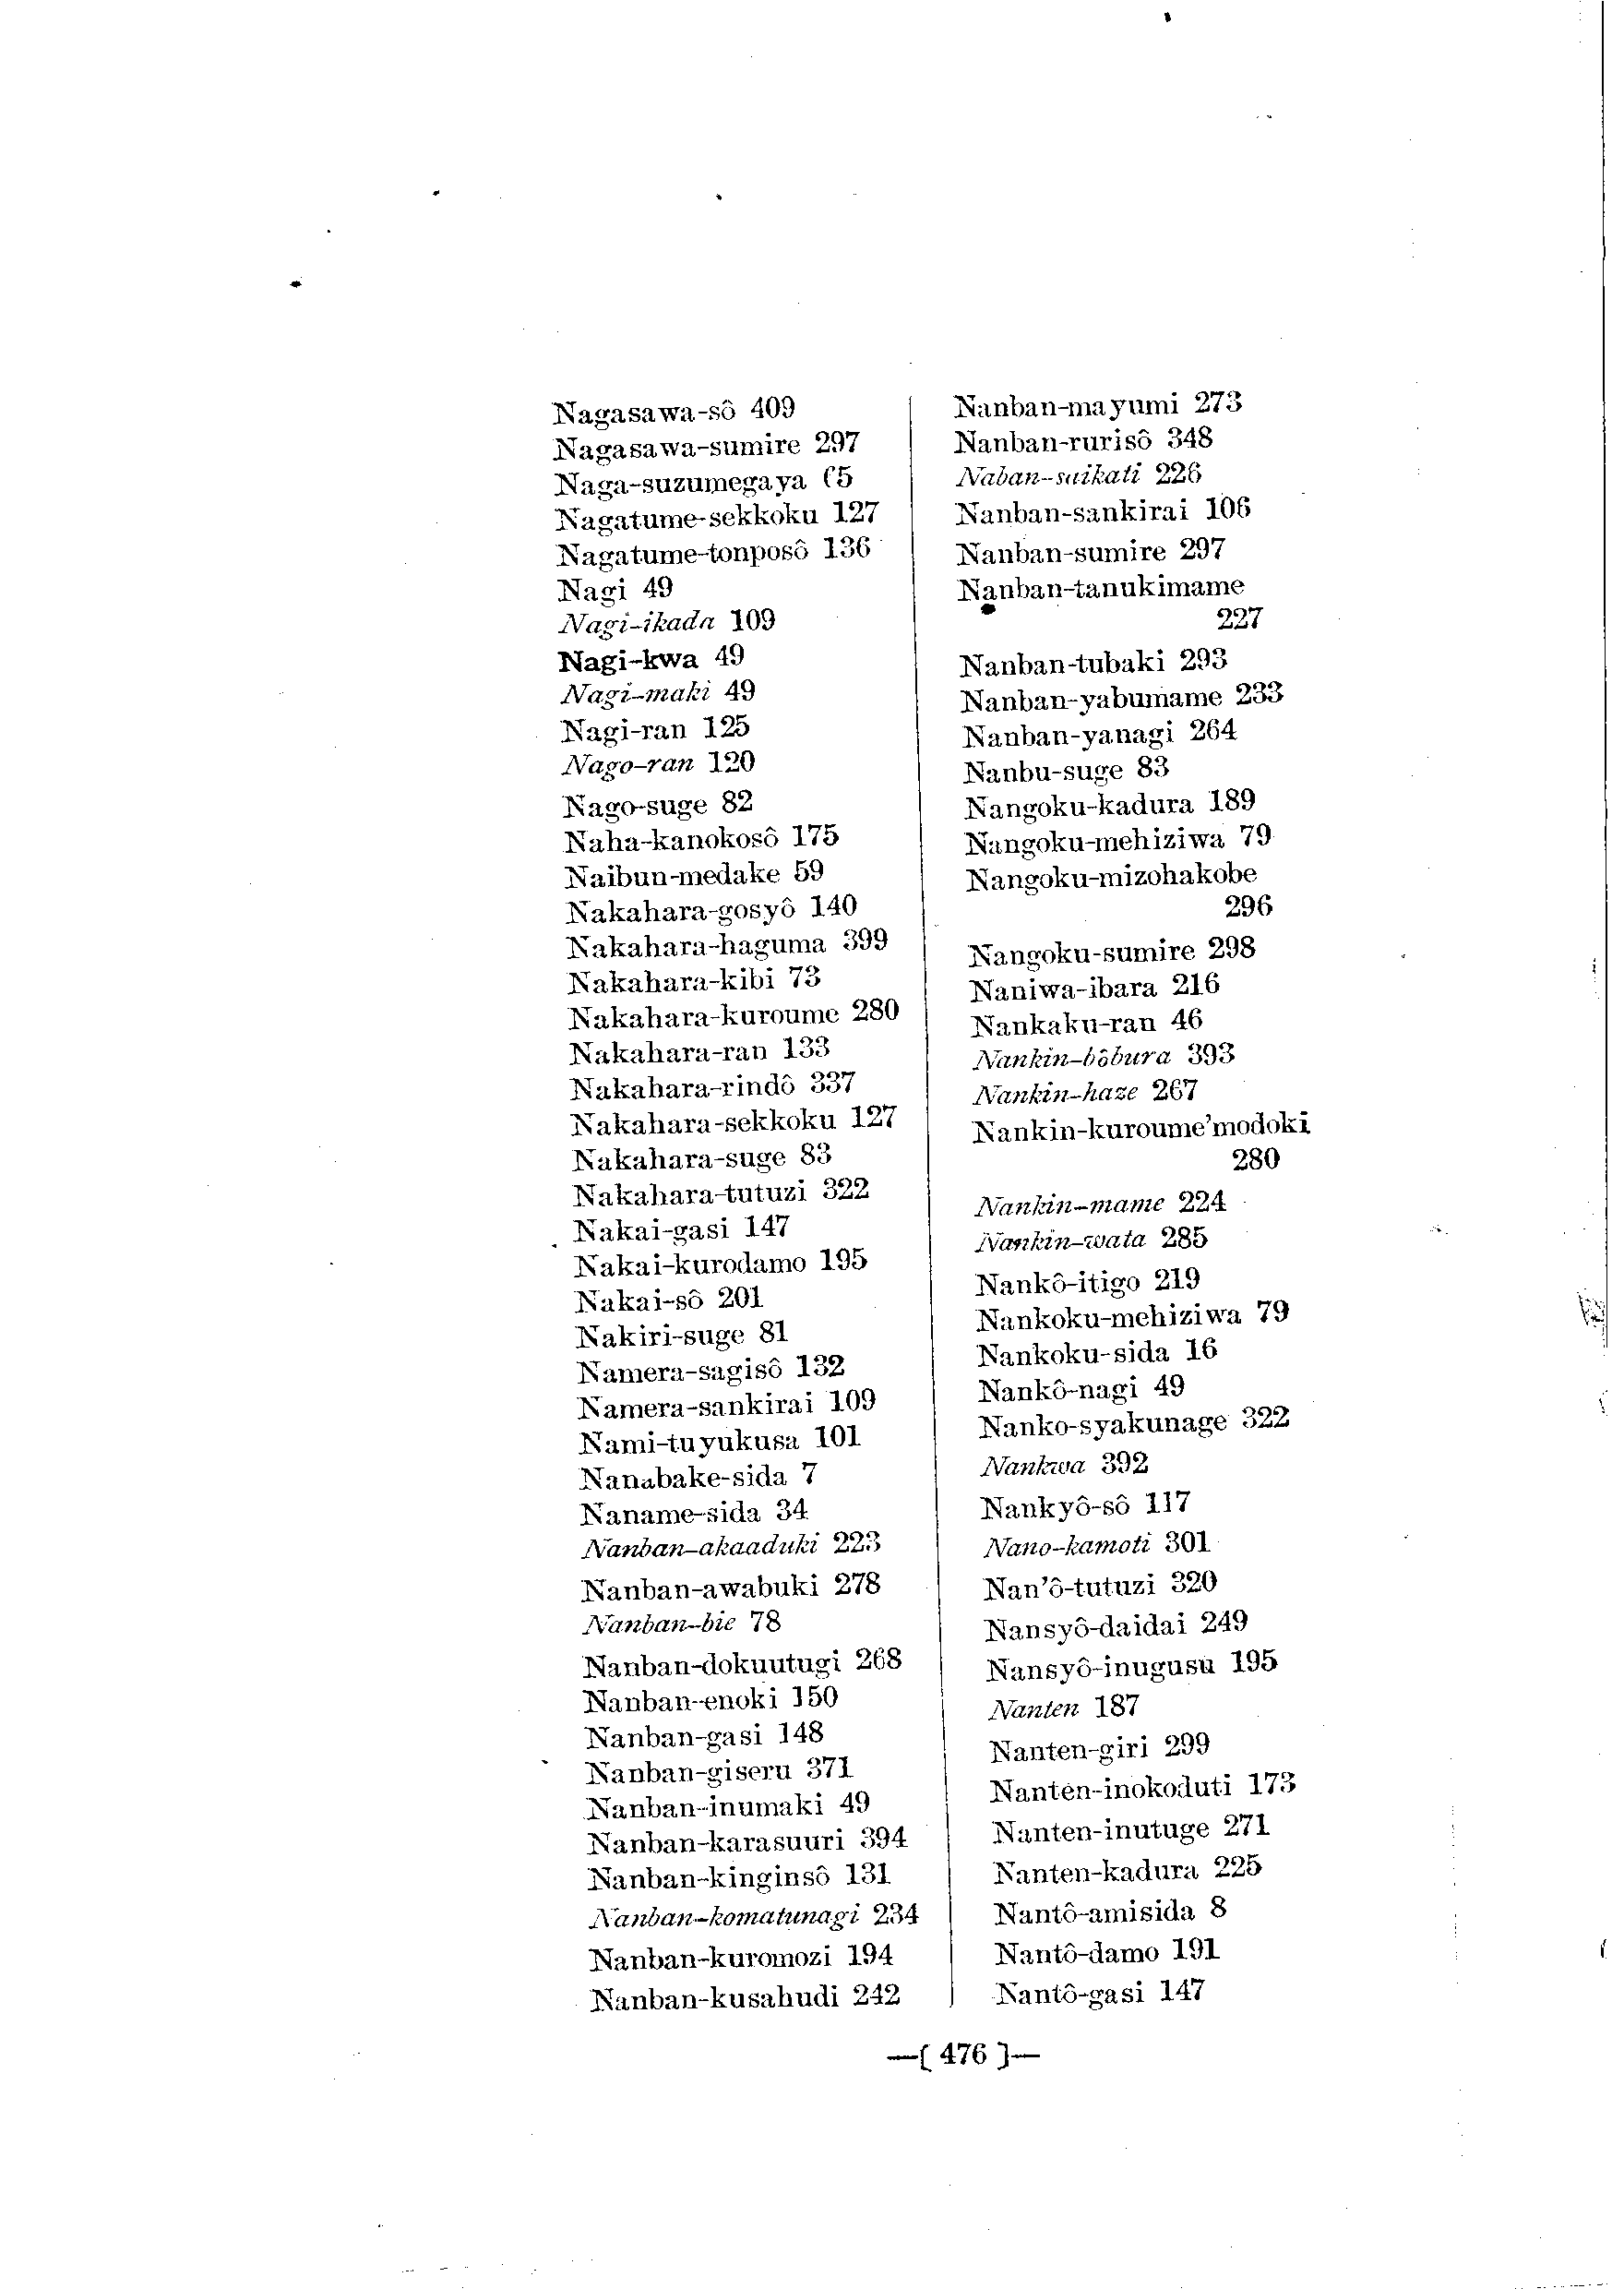 Nagasawa-sô 409
Nagasawa-sumire 297
Naga-suzumegaya 65
Nagatume-sekkoku 127
Nagatume-tonposô 136
Nagi 49
Nagi-ikada 109
Nagi-kwa 49
Nagi-maki 49
Nagi-ran 125
Nago-ran 120
Nago-suge 82
Naha-kanokosô 175
Naibun-medake 59
Nakahara-gosyô 140
Nakahara-haguma 399
Nakahara-kibi 73
Nakahara-kuroume 280
Nakahara-ran 133
Nakahara-rindô 337
Nakahara-sekkoku 127
Nakahara-suge 83
Nakahara-tutuzi 322
Nakai-gasi 147
Nakai-kurodamo 195
Nakai-sô 201
Nakiri-suge 81
Namera-sagisô 132
Namera-sankirai 109
Nami-tuyukusa 101
Nanabake-sida 7
Naname-sida 34
Nanban-akaaduki 223
Nanban-awabuki 278
Nanban-bie 78
Nanban-dokuutugi 268
Nanban-enoki 150
Nanban-gasi 148
Nanban-giseru 371
Nanban-inumaki 49
Nanban-karasuuri 394
Nanban-kinginsô 131
Nanban-komatunagi 234
Nanban-kuromozi 194
Nanban-kusahudi 242
Nanban-mayumi 273
Nanban-rurisô 348
Naban-suikati 226
Nanban-sankirai 106
Nanban-sumire 297
Nanban-tanukimame
227
Nanban-tubaki 293
Nanban-yabumame 233
Nanban-yanagi 264
Nanbu-suge 83
Nangoku-kadura 189
Nangoku-mehiziwa 79
Nangoku-mizohakobe
296
Nangoku-sumire 298
Naniwa-ibara 216
Nankaku-ran 46
Nankin-bôbura 393
Nankin-haze 267
Nankin-kuroume'modoki
280
Nankin-mame 224
Nankin-wata 285
Nankô-itigo 219
Nankoku-mehiziwa 79
Nankoku-sida 16
Nankô-nagi 49
Nanko-syakunage 322
Nankwa 392
Nankyô-sô 117
Nano-kamoti 301
Nan'ô-tutuzi 320
Nansyô-daidai 249
Nansyô-inugusu 195
Nanten 187
Nanten-giri 299
Nanten-inokoduti 173
Nanten-inutuge 271
Nanten-kadura 225
Nantô-amisida 8
Nantô-damo 191
Nantô-gasi 147
—( 476 )—